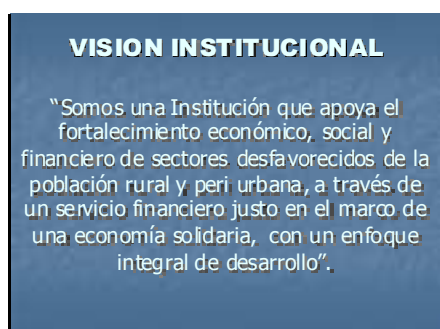 VISION INSTITUCIONAL
“Somos una Institución que apoya el
fortalecimiento económico, social y
financiero de sectores desfavorecidos de la
población rural y peri urbana, a través de
un servicio financiero justo en el marco de
una economía solidaria, con un enfoque
integral de desarrollo”.